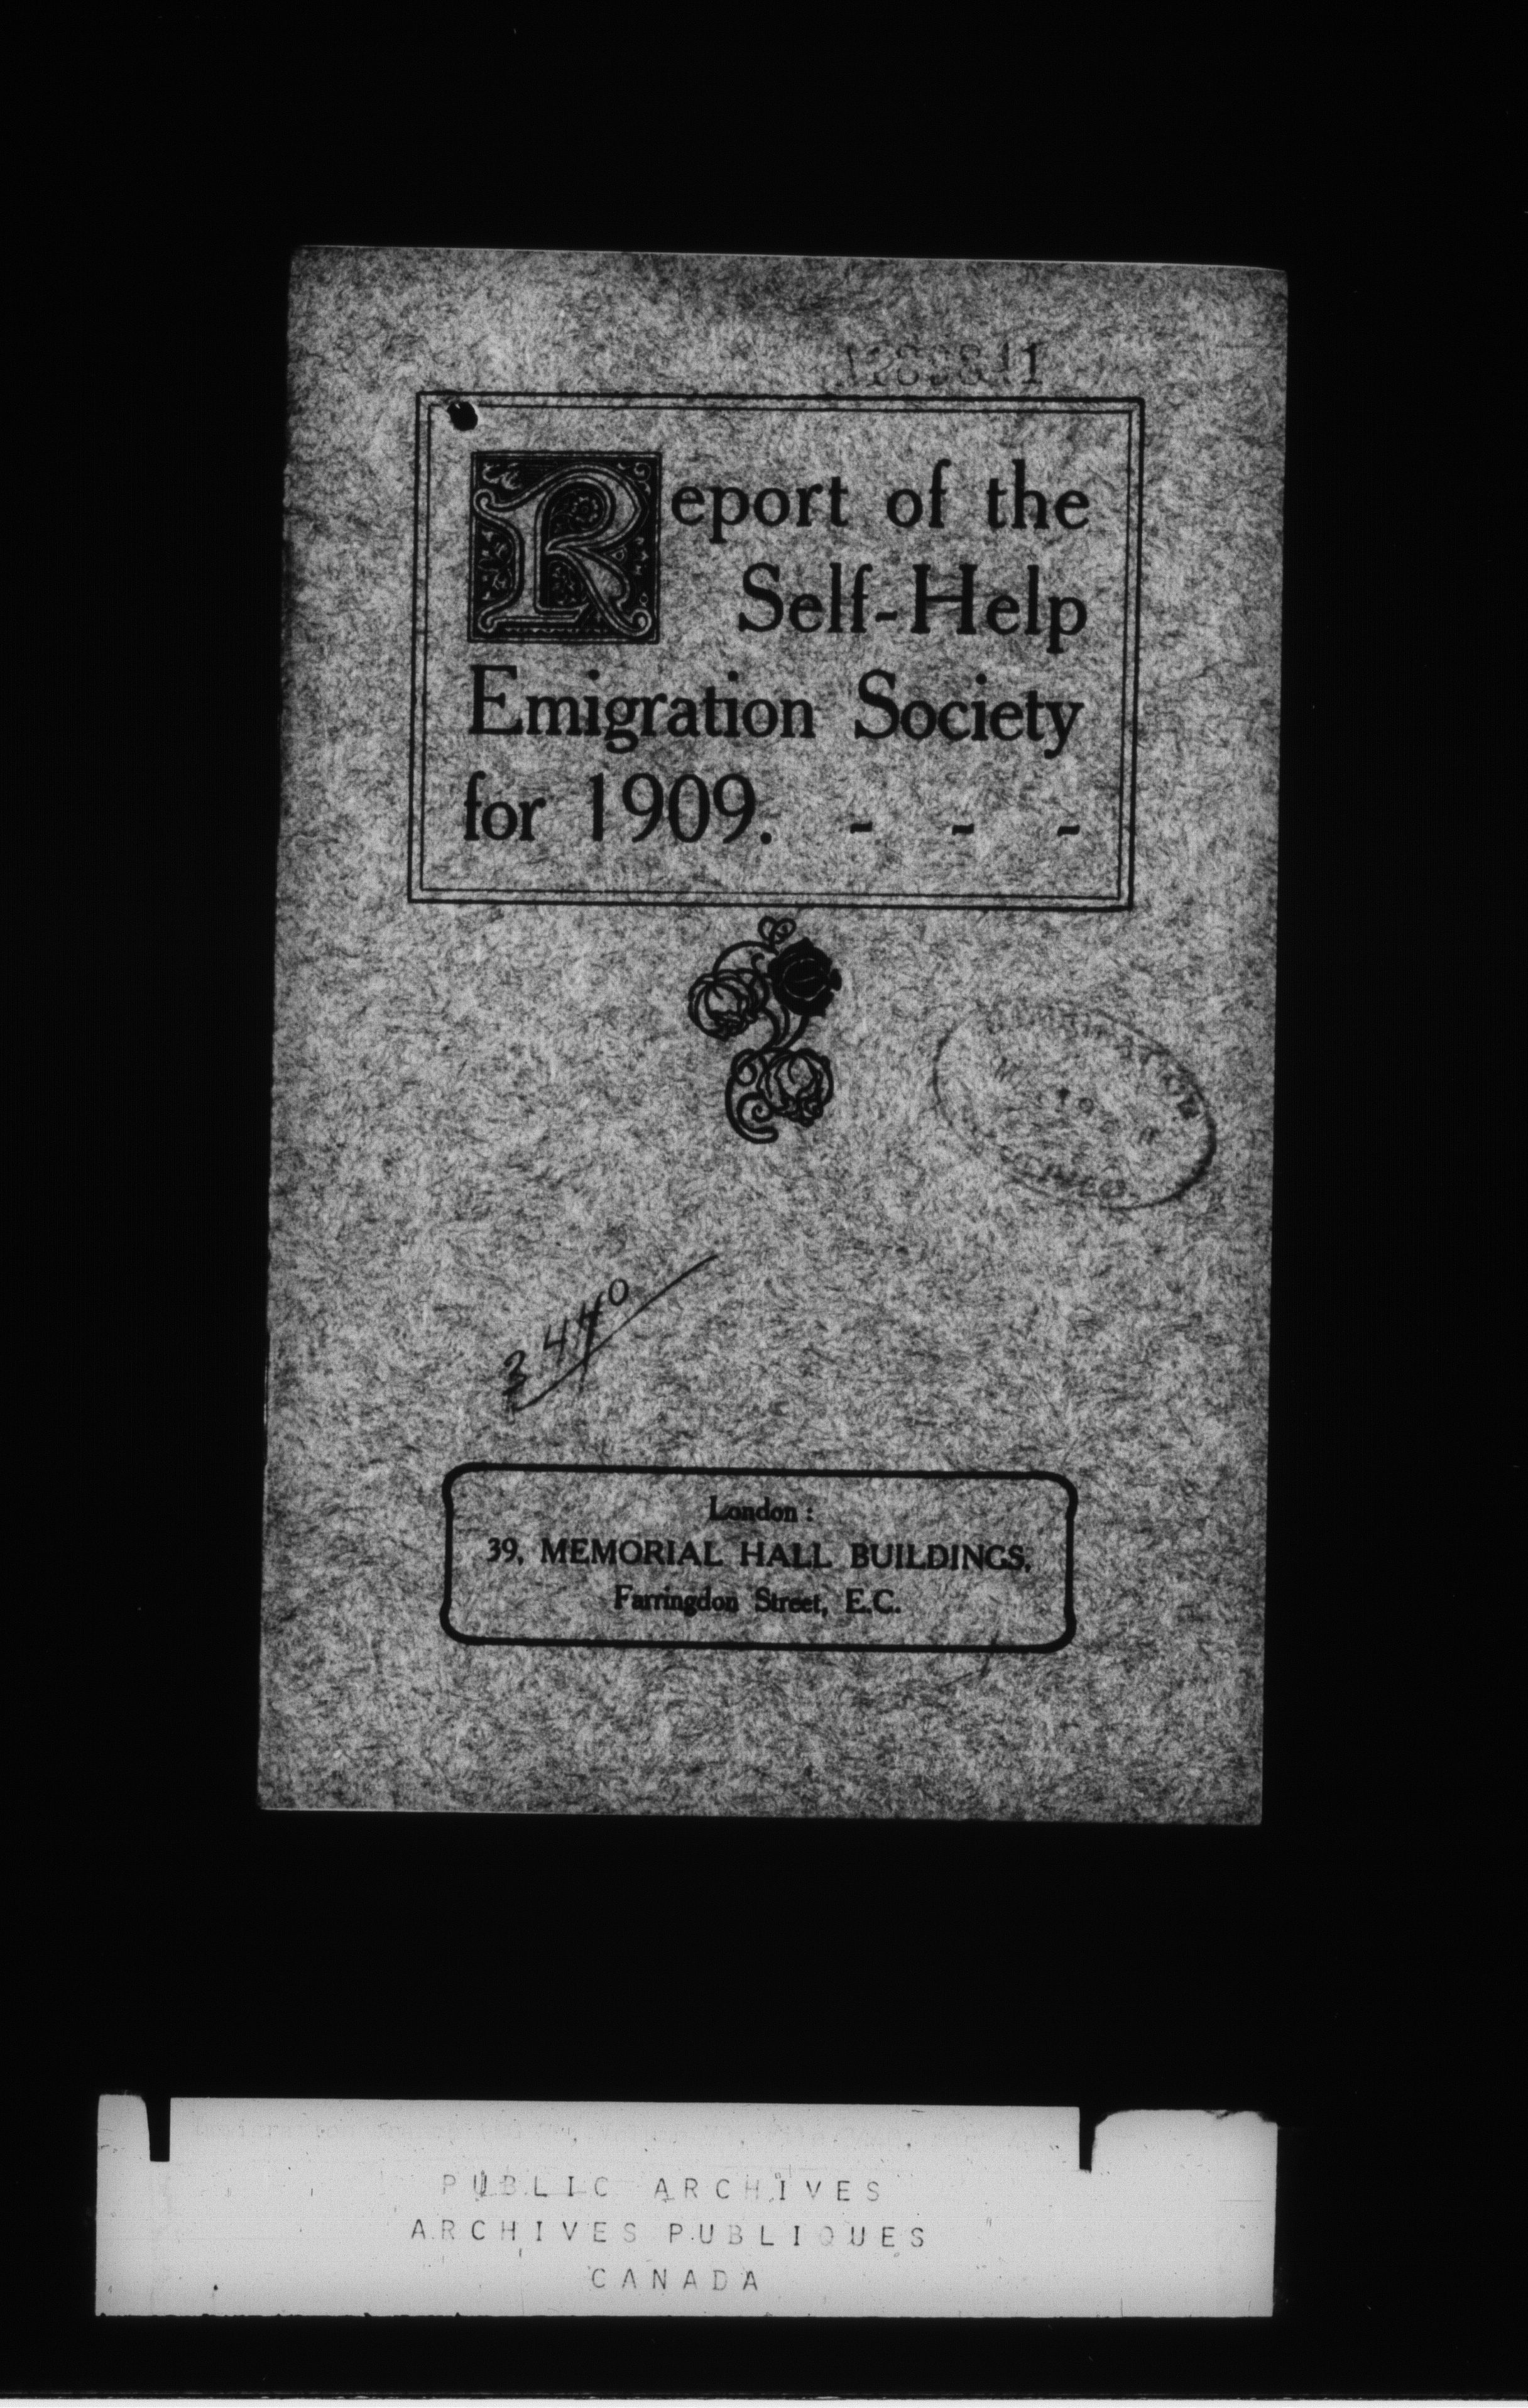 Report of the
Self-Help
Emigration Society
for 1909. - - -
3440
London :
39, MEMORIAL HALL BUILDINGS,
Farringdon Street, E.C.
PUBLIC ARCHIVES
ARCHIVES PUBLIQUES
CANADA